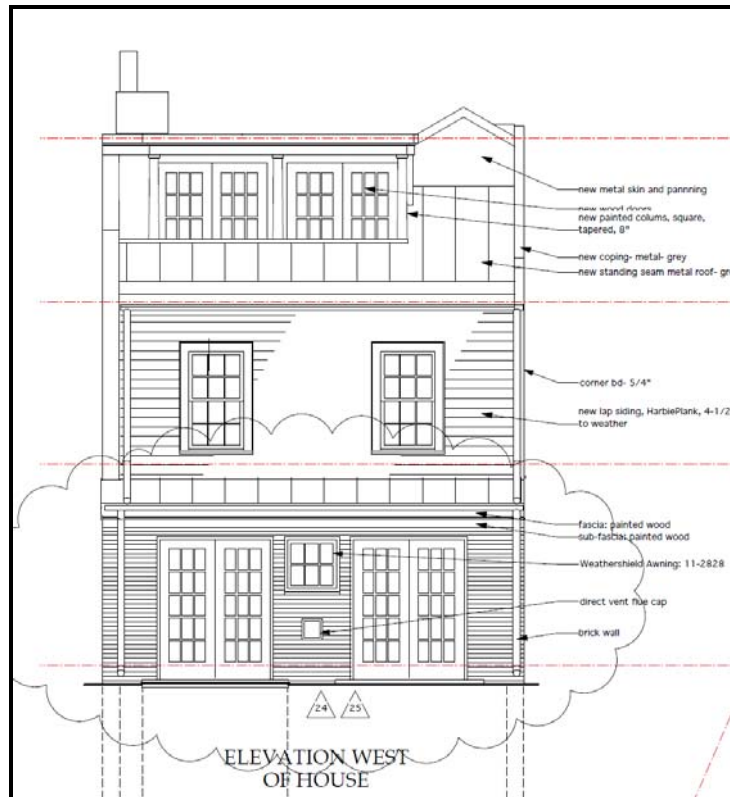 new metal skin and pannning
new wood doors
new painted colums, square,
tapered, 8"
new coping- metal- grey
new standing seam metal roof- gr
corner bd- 5/4"
new lap siding, HarbiePlank, 4-1/2
to weather
fascia: painted wood
sub-fascia: painted wood
Weathershield Awning: 11-2828
direct vent flue cap
brick wall
24 25
ELEVATION WEST
OF HOUSE